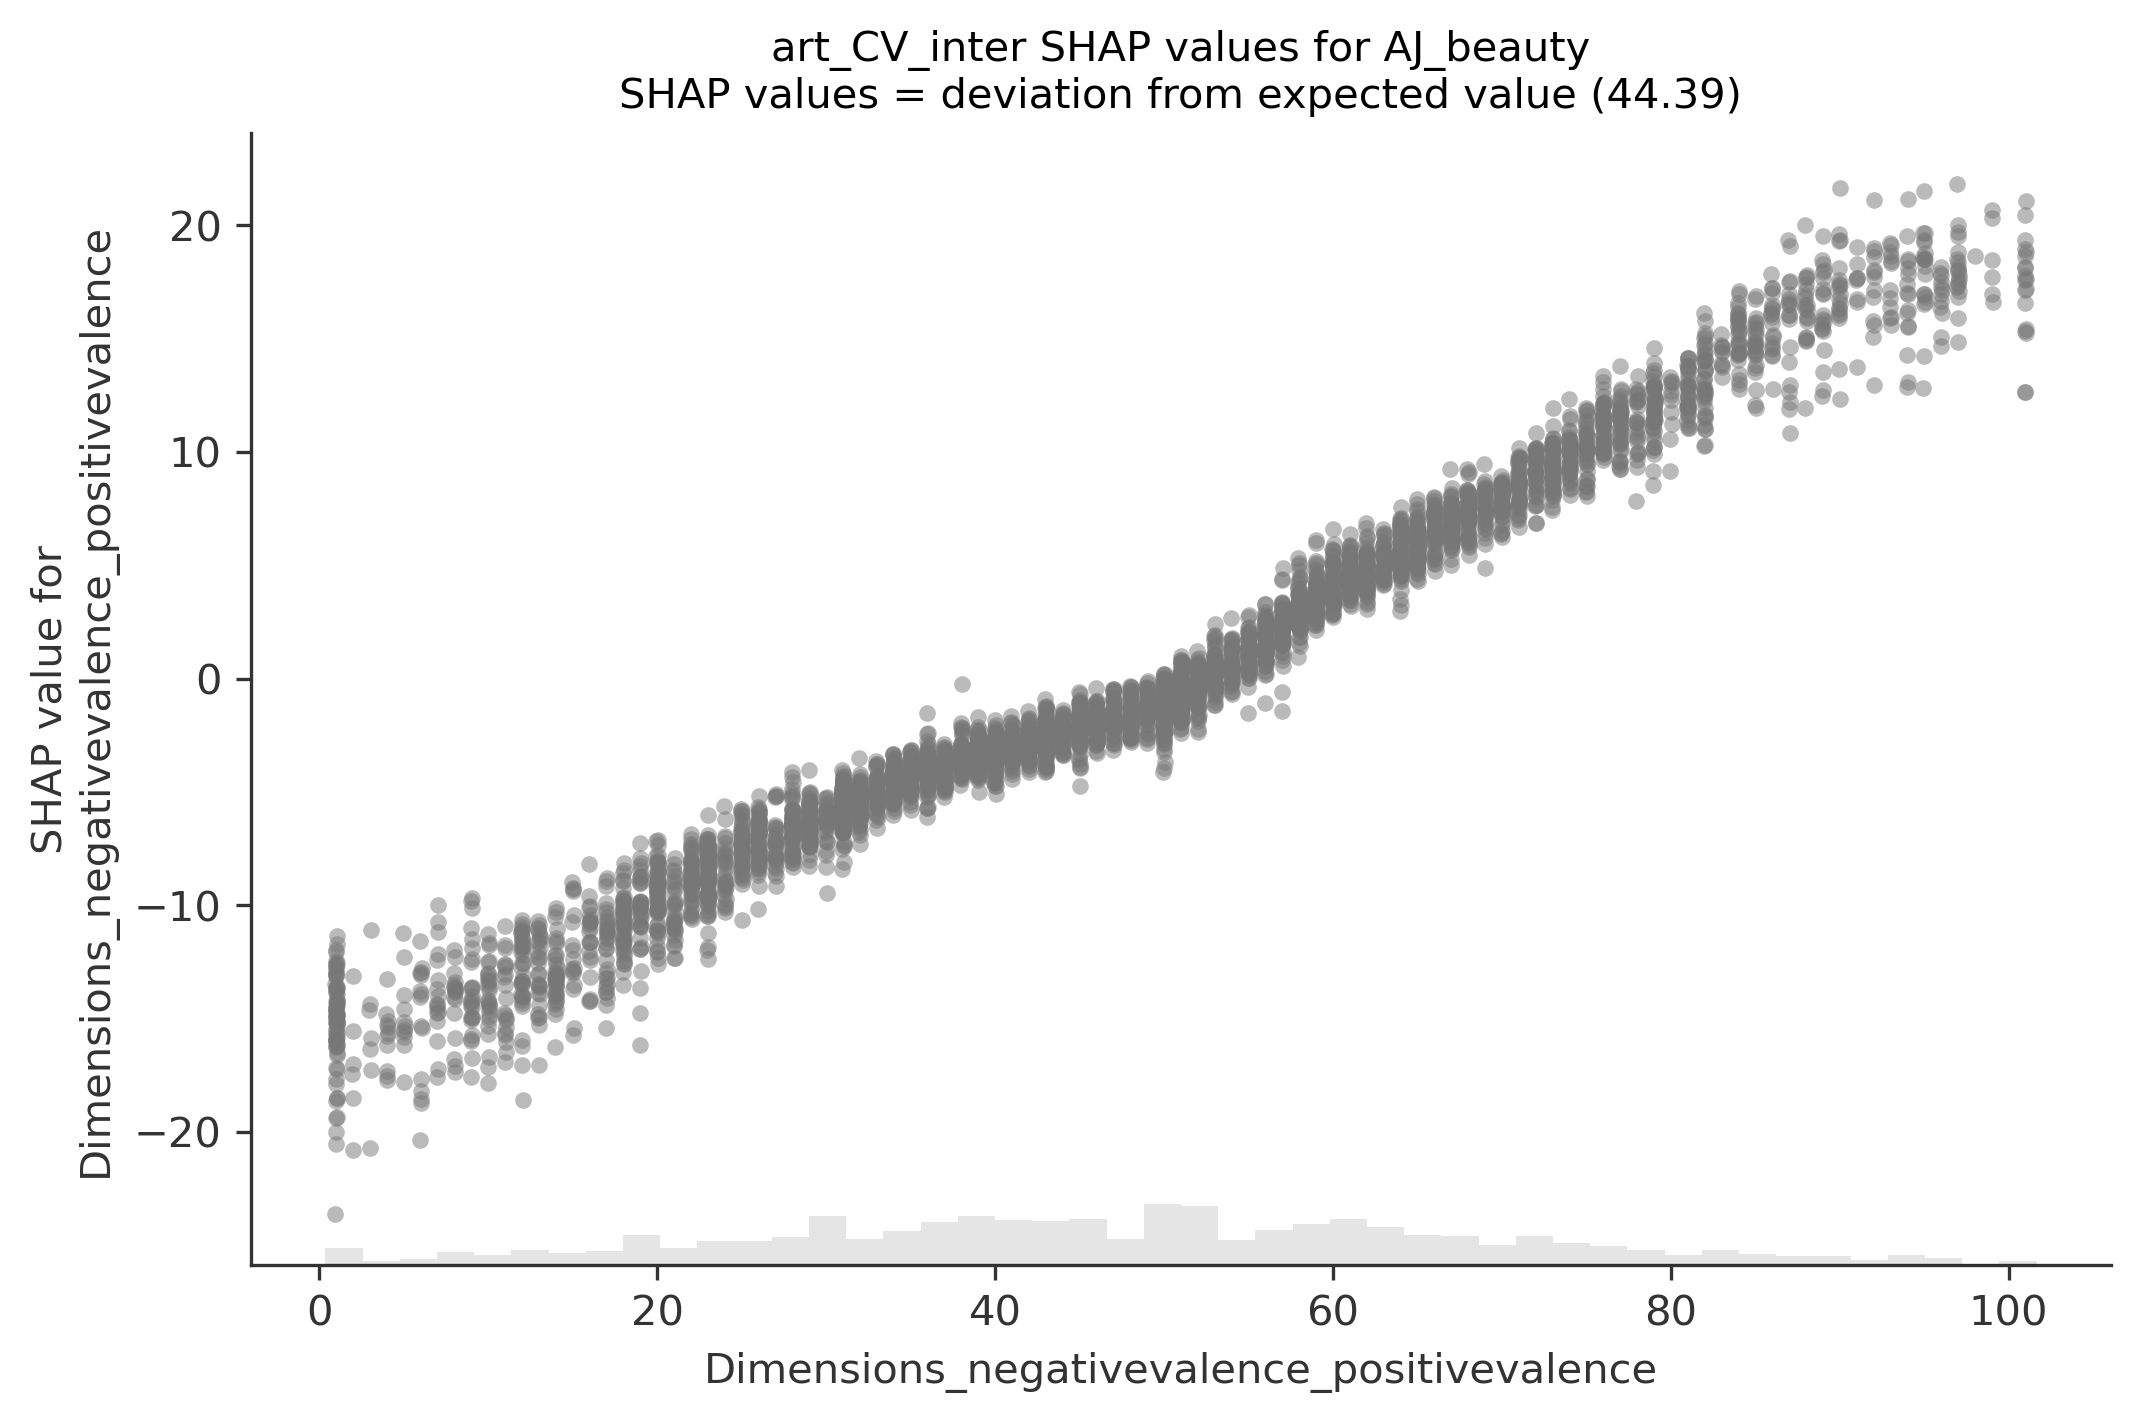 art_CV_inter SHAP values for AJ_beauty
SHAP values = deviation from expected value (44.39)
SHAP value for
Dimensions_negativevalence_positivevalence
20
10
0
−10
−20
0
20
40
60
80
100
Dimensions_negativevalence_positivevalence